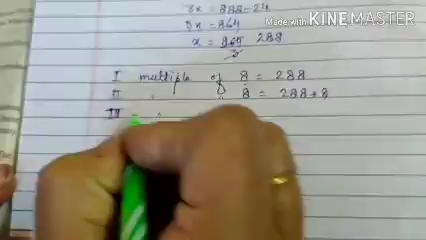 3x = 888-24
3x = 864
x = 864 288
3
Made with KINEMASTER
I multiple of 8 = 288
II " " 8 = 288+8
III "